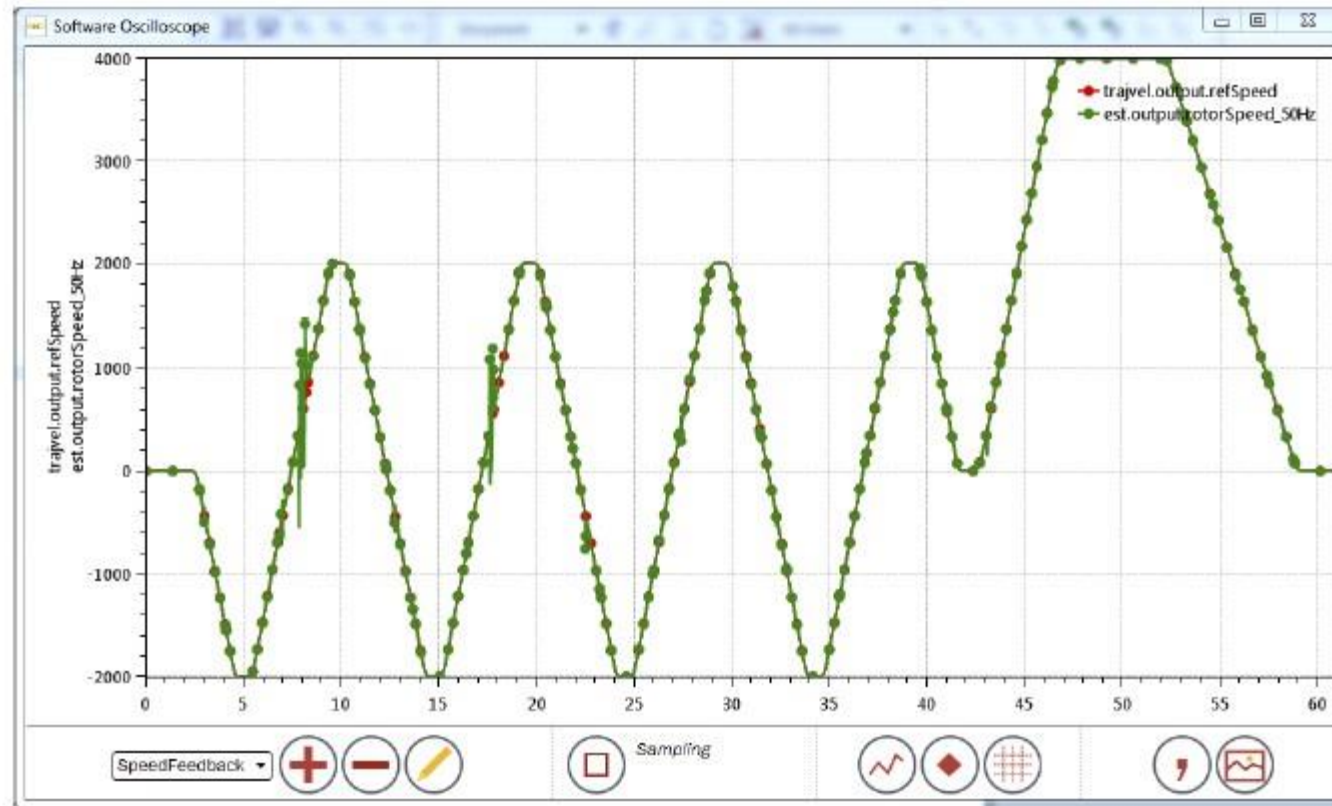 Software Oscilloscope
4000
trajvel.output.refSpeed
est.output.rotorSpeed_50Hz
3000
2000
1000
0
-1000
-2000
trajvel.output.refSpeed
est.output.rotorSpeed_50Hz
0 5 10 15 20 25 30 35 40 45 50 55 60
SpeedFeedback
Sampling